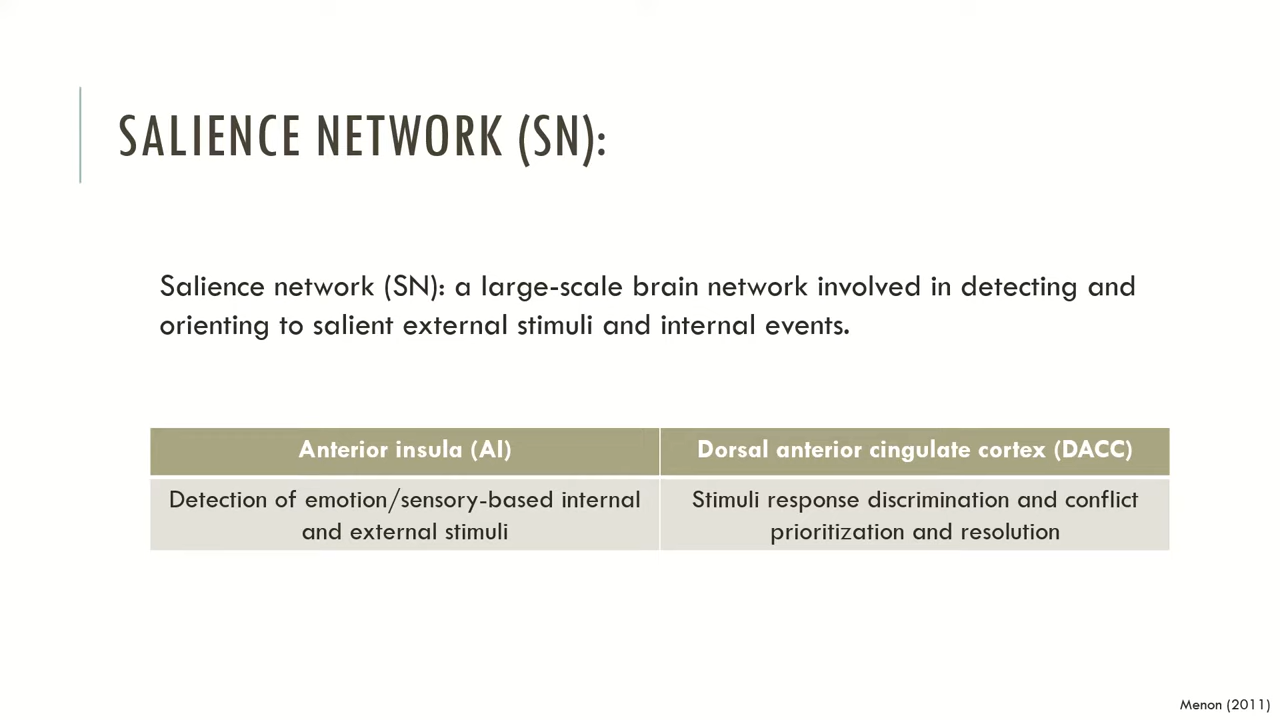 SALIENCE NETWORK (SN):
Salience network (SN): a large-scale brain network involved in detecting and
orienting to salient external stimuli and internal events.
Anterior insula (AI)
Dorsal anterior cingulate cortex (DACC)
Detection of emotion/sensory-based internal
and external stimuli
Stimuli response discrimination and conflict
prioritization and resolution
Menon (2011)